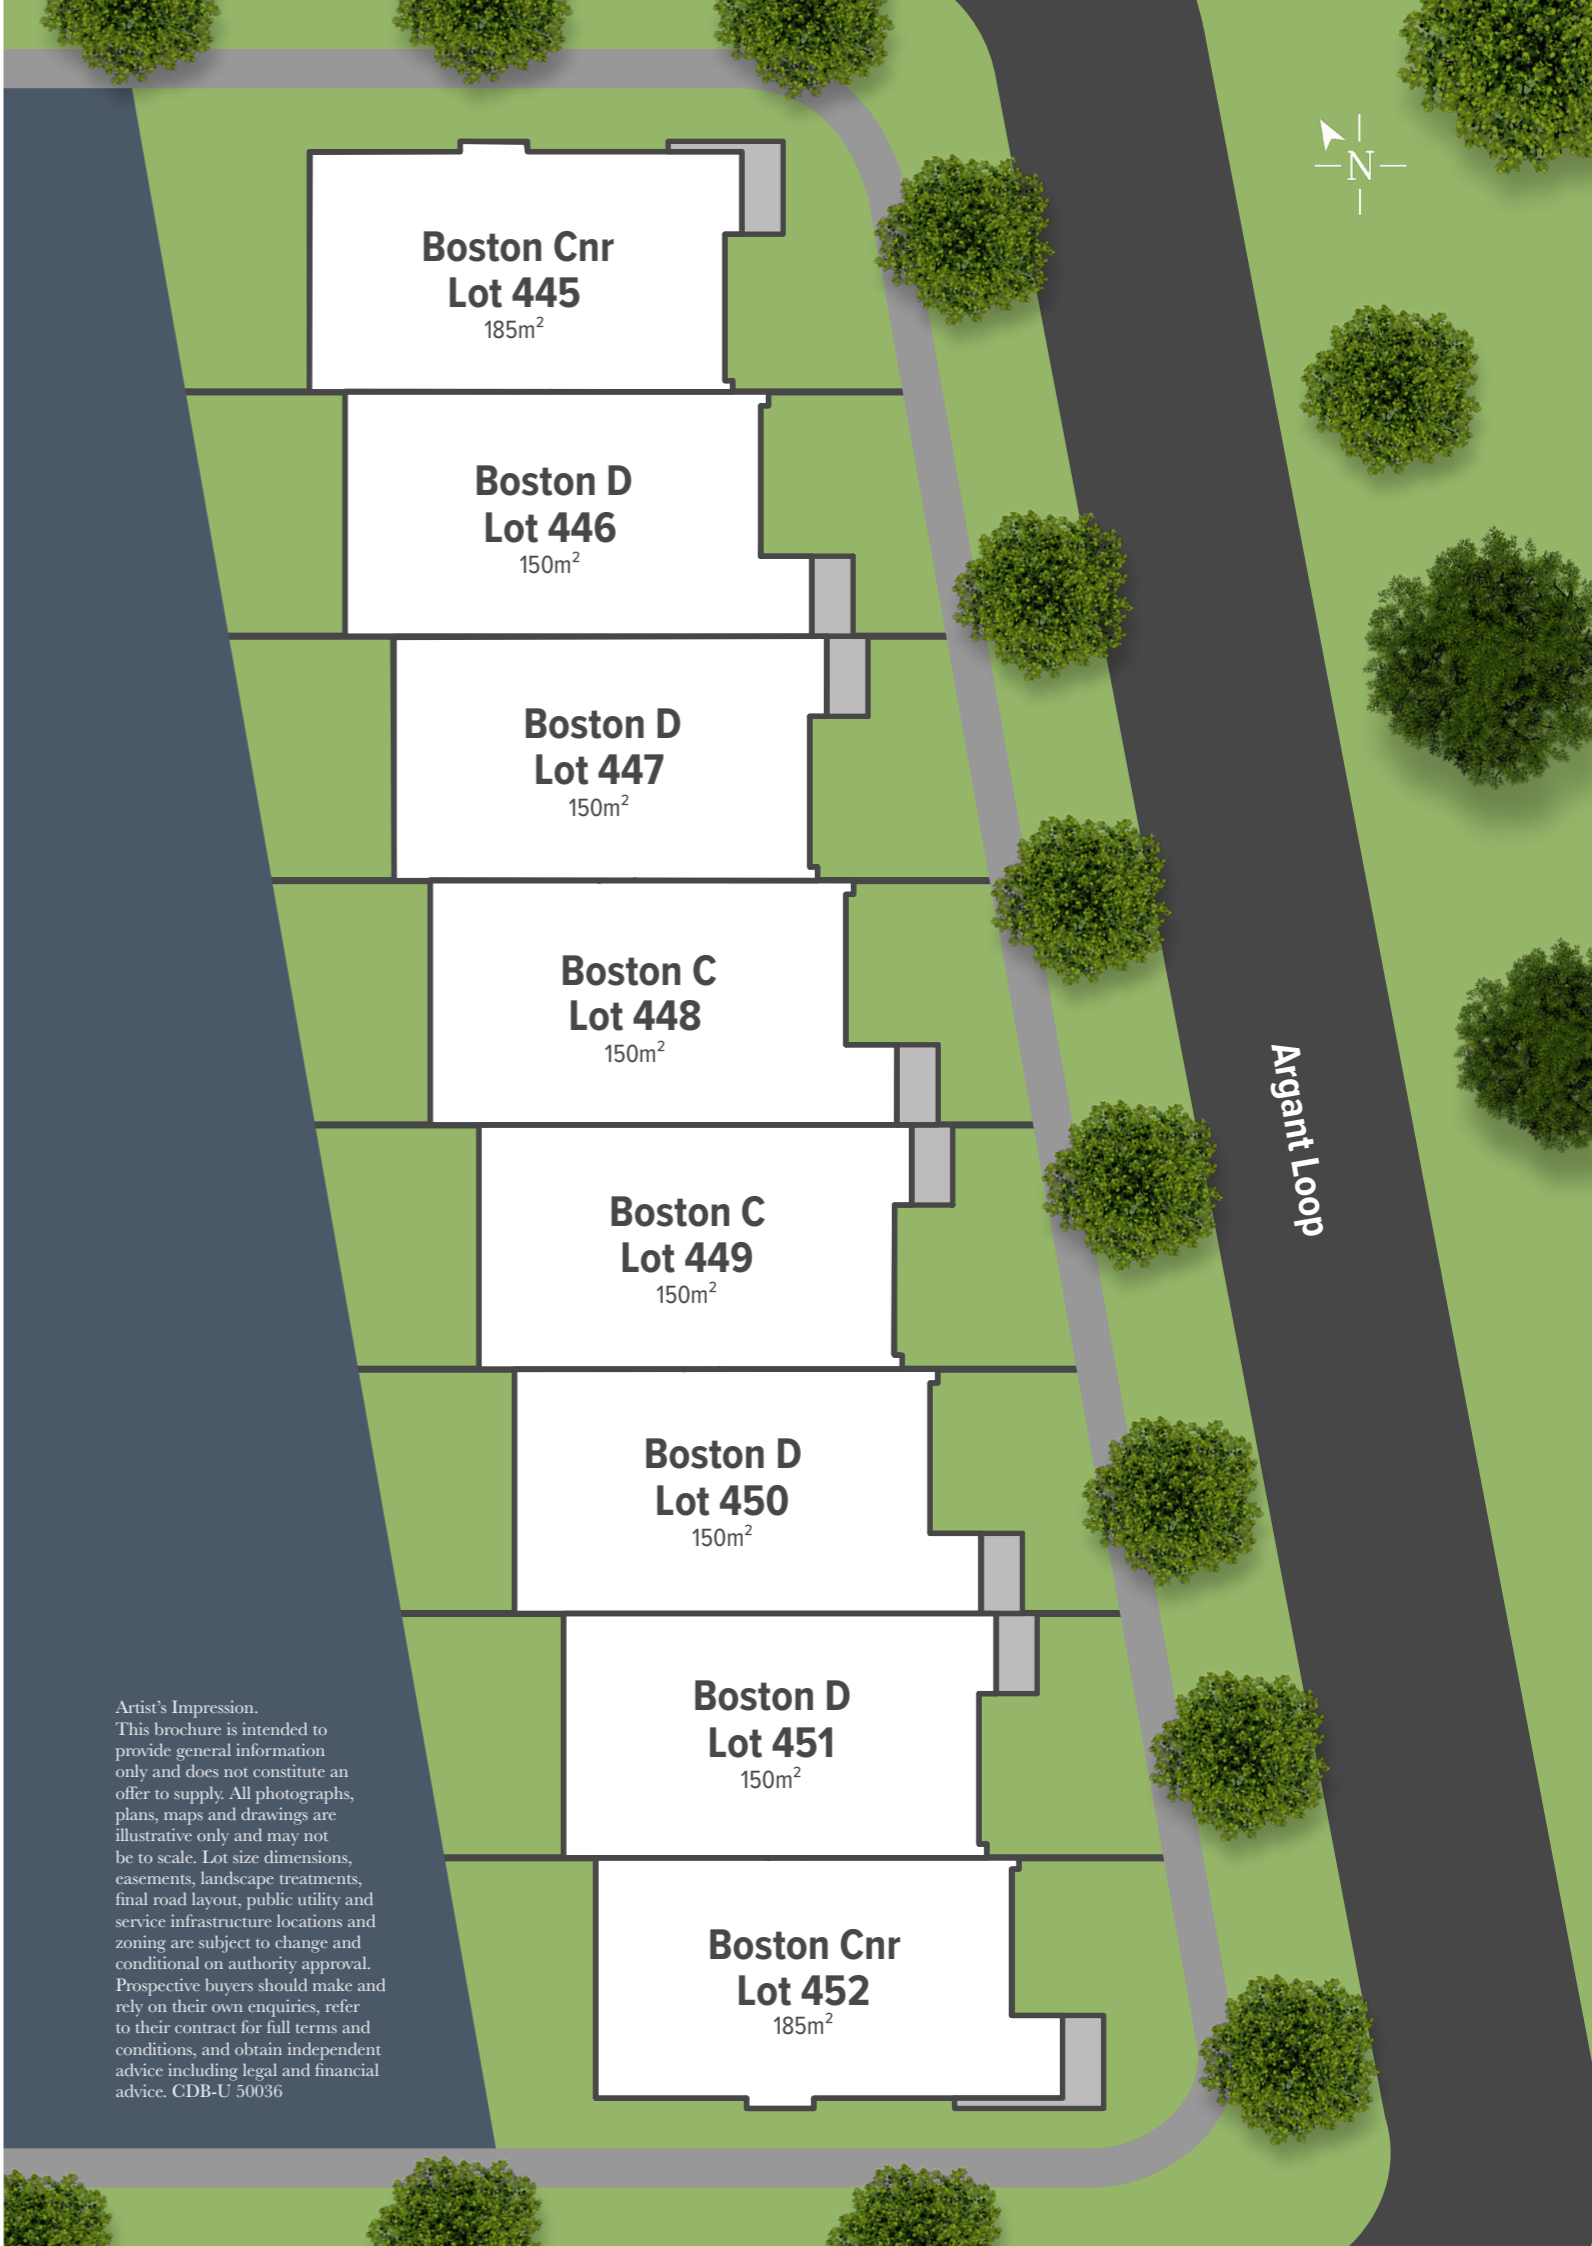 N
Boston Cnr
Lot 445
185m²
Boston D
Lot 446
150m²
Boston D
Lot 447
150m²
Boston C
Lot 448
150m²
Boston C
Lot 449
150m²
Argant Loop
Boston D
Lot 450
150m²
Boston D
Lot 451
150m²
Boston Cnr
Lot 452
185m²
Artist’s Impression.
This brochure is intended to
provide general information
only and does not constitute an
offer to supply. All photographs,
plans, maps and drawings are
illustrative only and may not
be to scale. Lot size dimensions,
easements, landscape treatments,
final road layout, public utility and
service infrastructure locations and
zoning are subject to change and
conditional on authority approval.
Prospective buyers should make and
rely on their own enquiries, refer
to their contract for full terms and
conditions, and obtain independent
advice including legal and financial
advice. CDB-U 50036